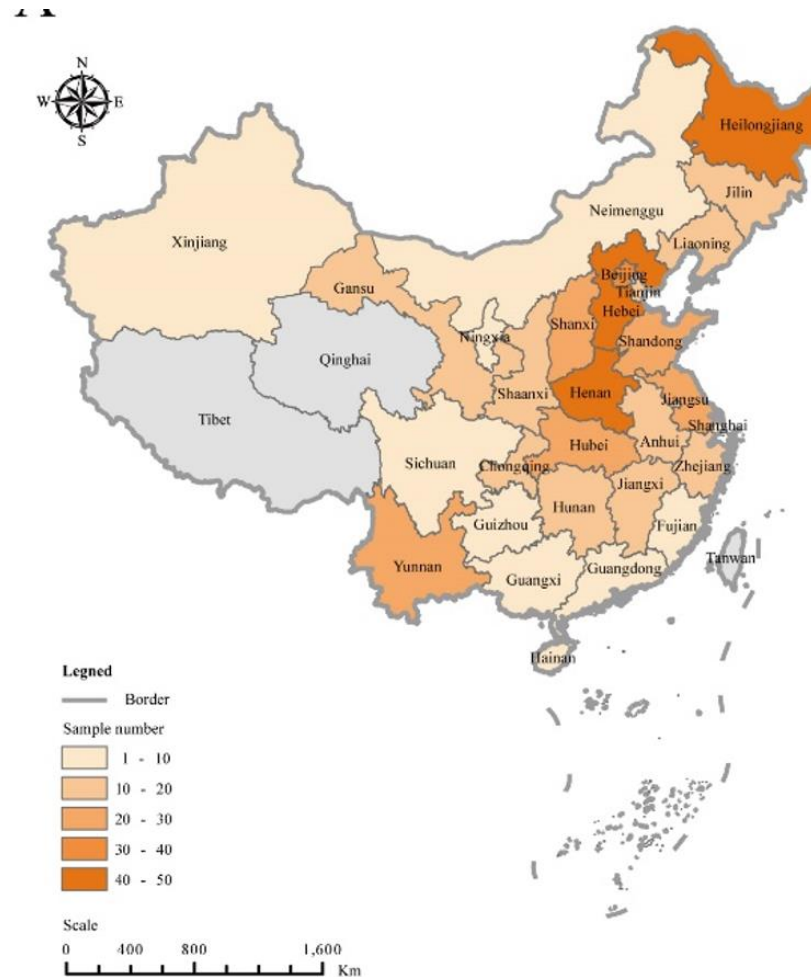 A
N
W E
S
Heilongjiang
Jilin
Neimenggu
Liaoning
Xinjiang
Beijing
Gansu
Tianjin
Hebei
Shanxi
Ningxia
Shandong
Qinghai
Shaanxi
Henan
Jiangsu
Tibet
Shanghai
Hubei
Anhui
Sichuan
Chongqing
Zhejiang
Jiangxi
Hunan
Guizhou
Fujian
Yunnan
Tanwan
Guangxi
Guangdong
Hainan
Legned
Border
Sample number
1 - 10
10 - 20
20 - 30
30 - 40
40 - 50
Scale
0 400 800 1,600
Km